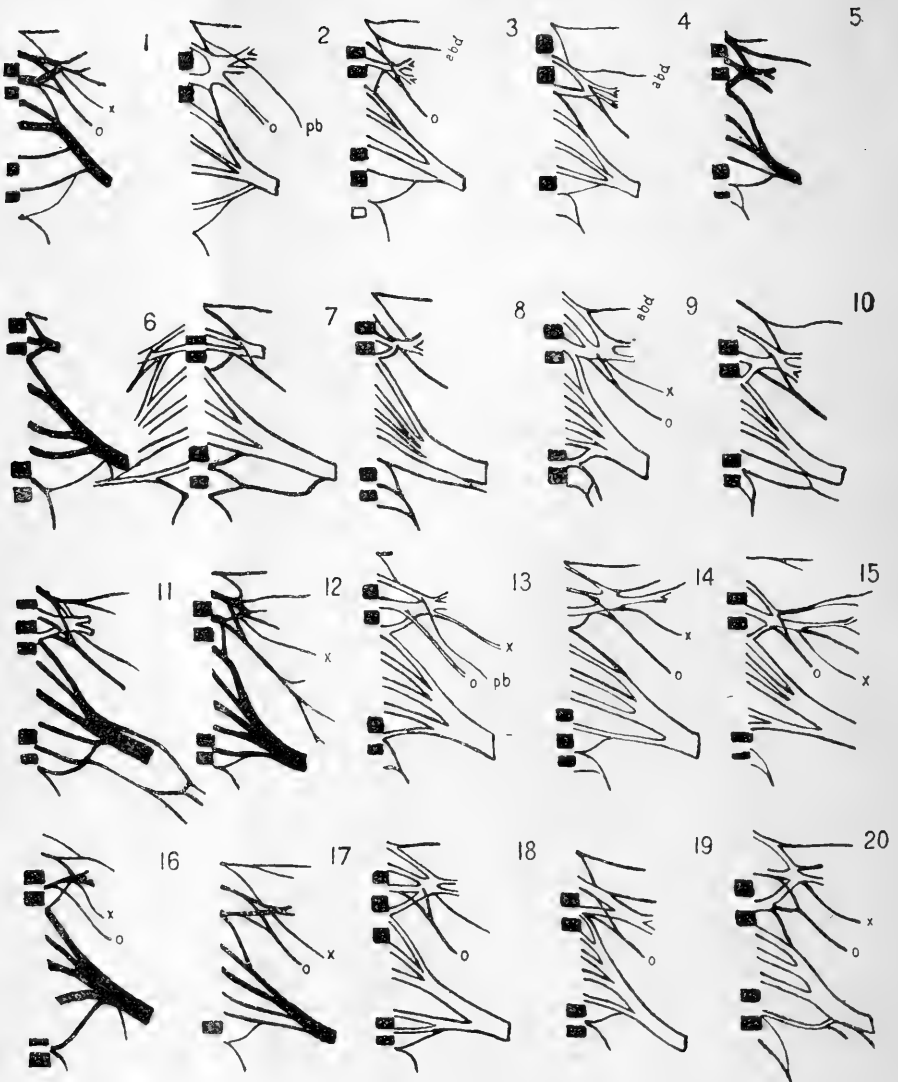 1 2 3 4 5
abd abd
x o o pb o
6 7 8 9 10
abd
x
o
11 12 13 14 15
x x o pb x o o x
16 17 18 19 20
x o x o o o x o